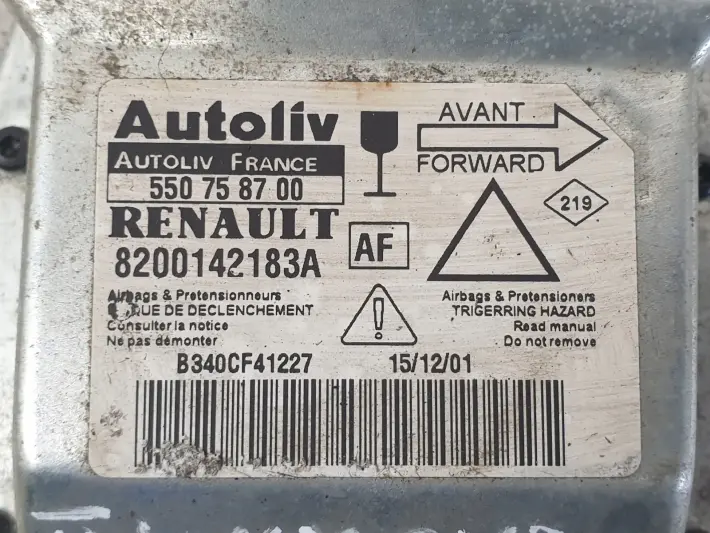 Autoliv
AUTOLIV FRANCE
550 75 87 00
RENAULT
8200142183A
AF
AVANT
FORWARD
219
Airbags & Pretensionneurs
QUE DE DECLENCHEMENT
Consulter la notice
Ne pas démonter
Airbags & Pretensioners
TRIGERRING HAZARD
Read manual
Do not remove
B340CF41227 15/12/01